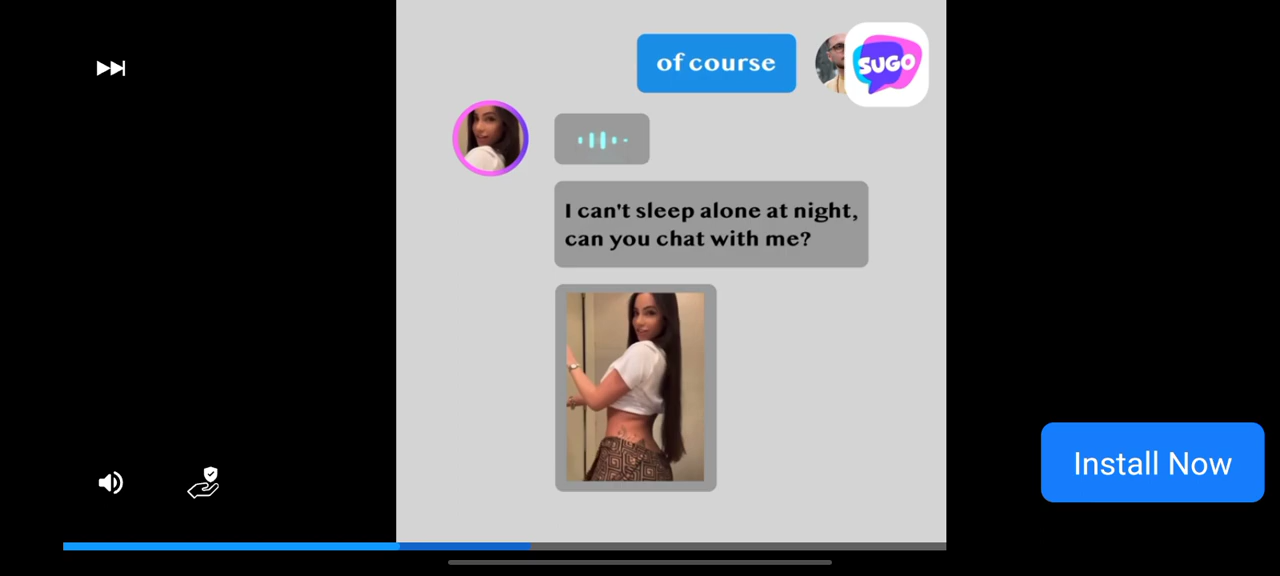 of course
SUGO
I can't sleep alone at night,
can you chat with me?
Install Now